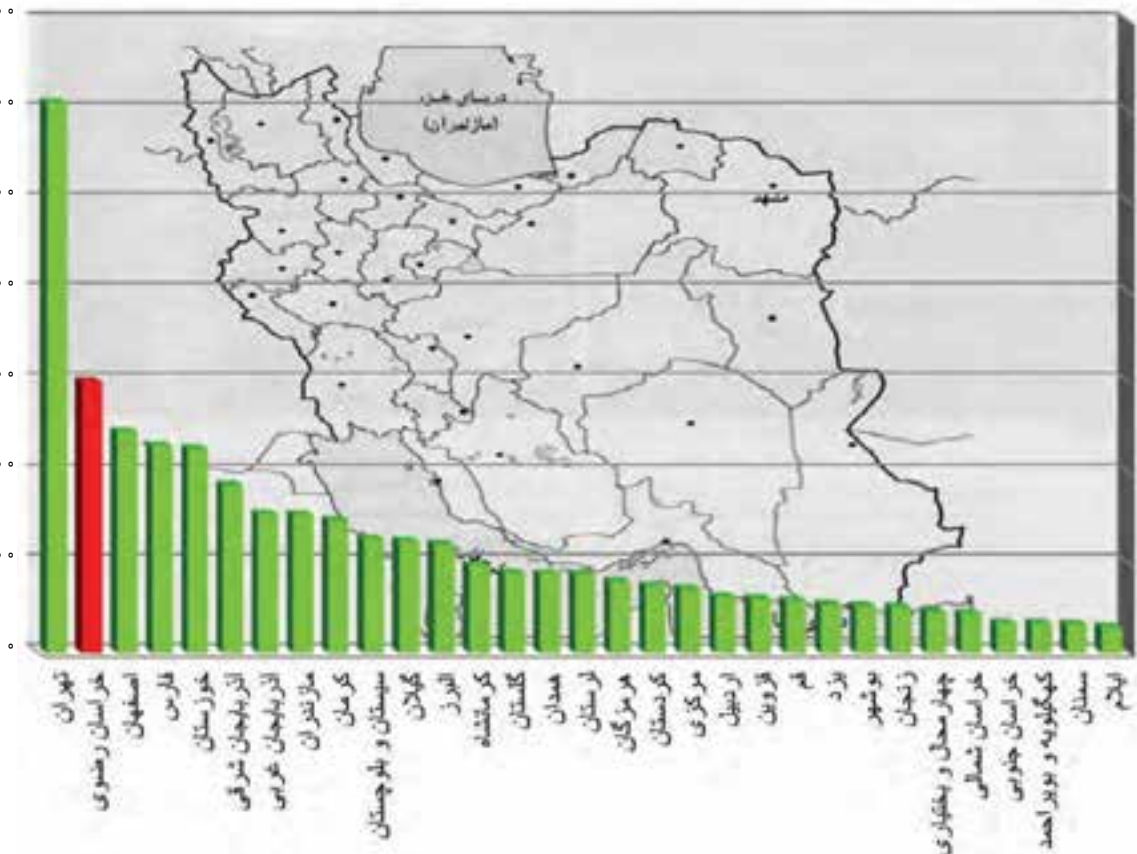 دریای خزر
(مازندران)
مشهد
تهران
خراسان رضوی
اصفهان
فارس
خوزستان
آذربایجان شرقی
آذربایجان غربی
مازندران
کرمان
سیستان و بلوچستان
گیلان
البرز
کرمانشاه
گلستان
همدان
لرستان
هرمزگان
کردستان
مرکزی
اردبیل
قزوین
قم
یزد
بوشهر
زنجان
چهارمحال و بختیاری
خراسان شمالی
خراسان جنوبی
کهگیلویه و بویراحمد
سمنان
ایلام